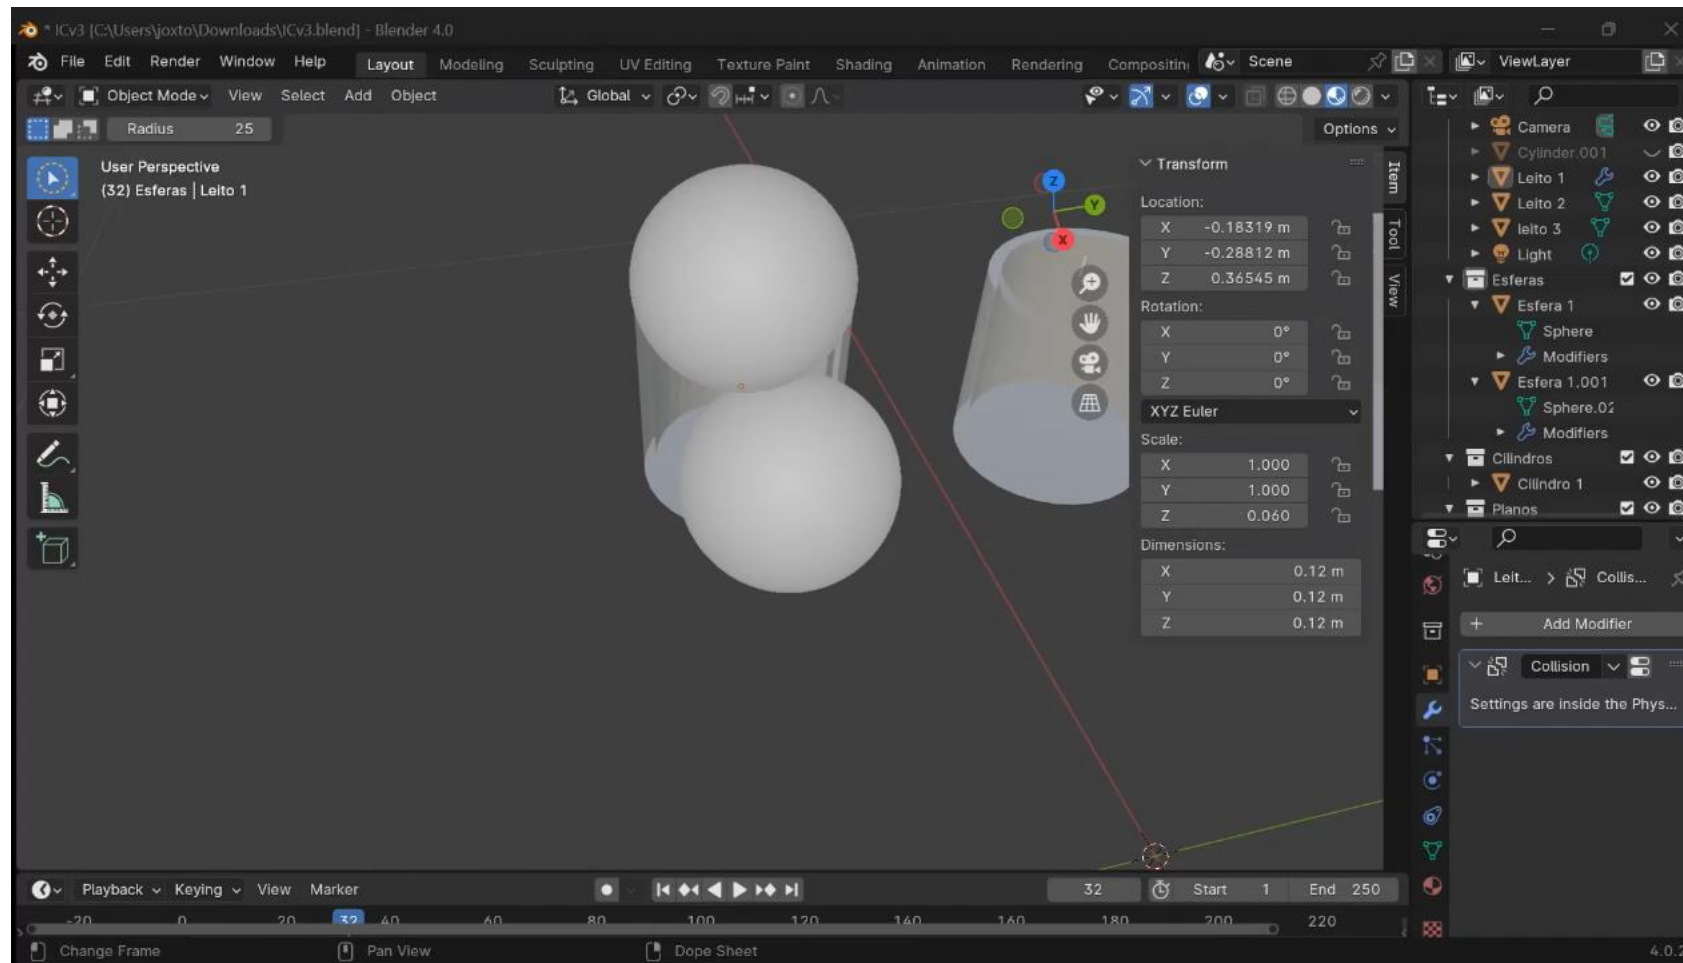 * ICv3 [C:\Users\joxto\Downloads\ICv3.blend] - Blender 4.0
File Edit Render Window Help Layout Modeling Sculpting UV Editing Texture Paint Shading Animation Rendering Compositin Scene ViewLayer
Object Mode View Select Add Object Global
Radius 25 Options
User Perspective
(32) Esferas | Leito 1
Z
Y
X
Transform
Location:
X -0.18319 m
Y -0.28812 m
Z 0.36545 m
Rotation:
X 0°
Y 0°
Z 0°
XYZ Euler
Scale:
X 1.000
Y 1.000
Z 0.060
Dimensions:
X 0.12 m
Y 0.12 m
Z 0.12 m
Item
Tool
View
Camera
Cylinder.001
Leito 1
Leito 2
leito 3
Light
Esferas
Esfera 1
Sphere
Modifiers
Esfera 1.001
Sphere.02
Modifiers
Cilindros
Cilindro 1
Planos
Leit... > Collis...
+ Add Modifier
Collision
Settings are inside the Phys...
Playback Keying View Marker 32 Start 1 End 250
-20 0 20 32 40 60 80 100 120 140 160 180 200 220
Change Frame Pan View Dope Sheet 4.0.2